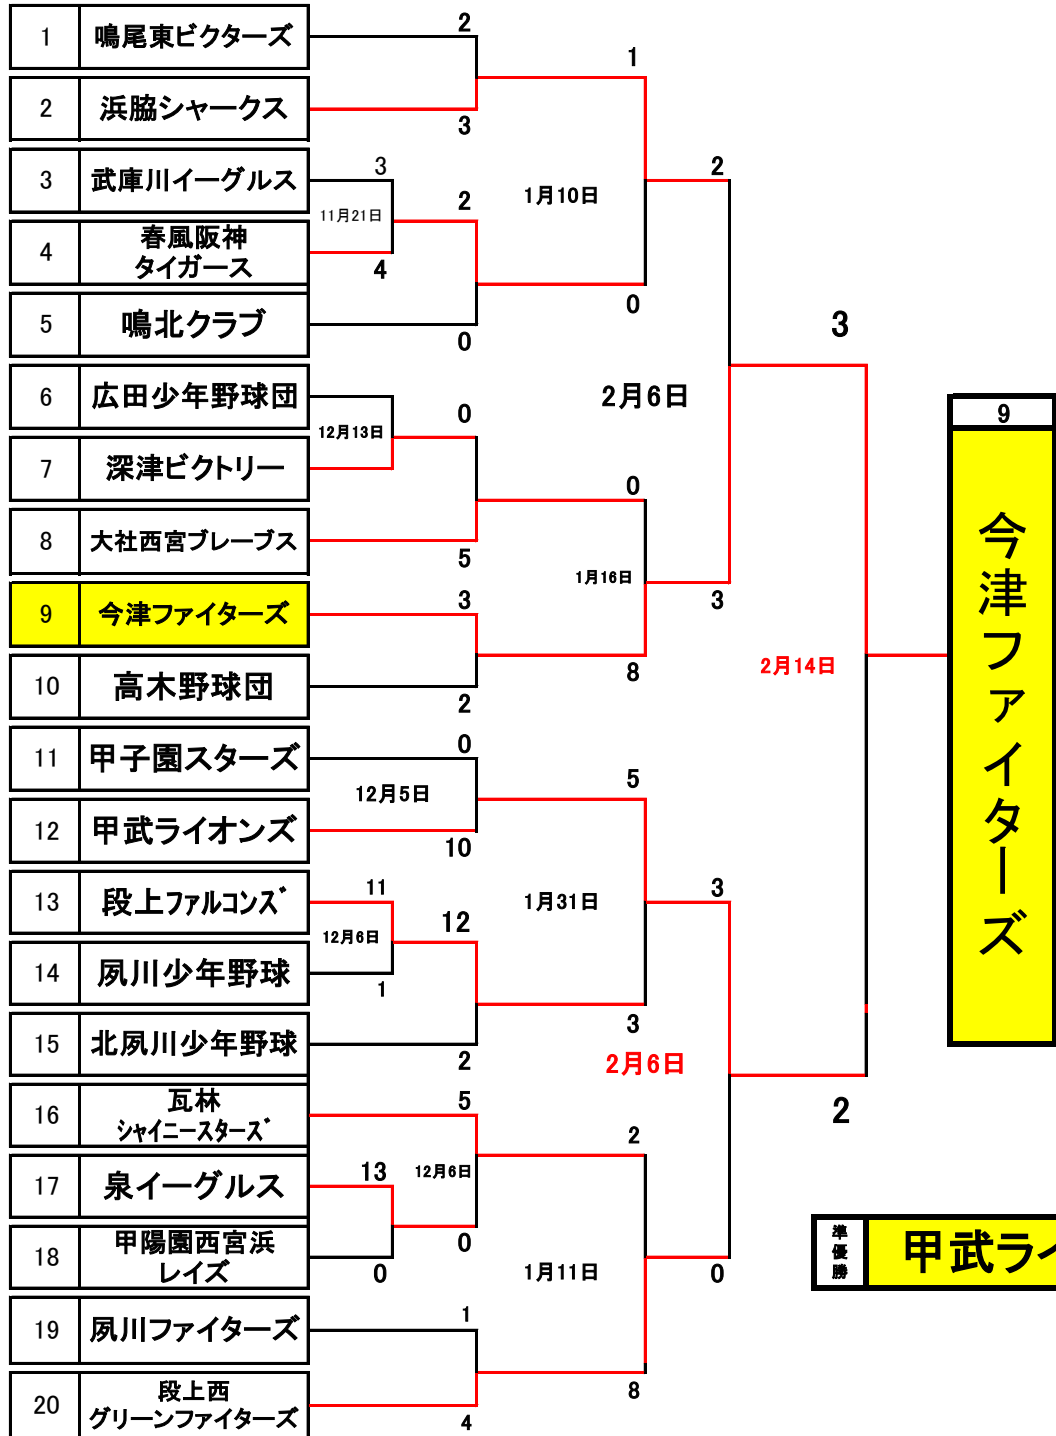 1 鳴尾東ビクターズ
2 浜脇シャークス
3 武庫川イーグルス
4 春風阪神
タイガース
5 鳴北クラブ
6 広田少年野球団
7 深津ビクトリー
8 大社西宮ブレーブス
9 今津ファイターズ
10 高木野球団
11 甲子園スターズ
12 甲武ライオンズ
13 段上ファルコンズ
14 夙川少年野球
15 北夙川少年野球
16 瓦林
シャイニースターズ
17 泉イーグルス
18 甲陽園西宮浜
レイズ
19 夙川ファイターズ
20 段上西
グリーンファイターズ
3
11月21日
4
12月13日
11
12月6日
1
13
0
2
3
2
0
0
5
3
2
0
12月5日
10
12
2
5
12月6日
0
1
4
1
1月10日
0
0
1月16日
8
5
1月31日
3
2
1月11日
8
2
2月6日
3
3
2月6日
0
3
2月14日
2
9
今津ファイターズ
準優勝
甲武ライ